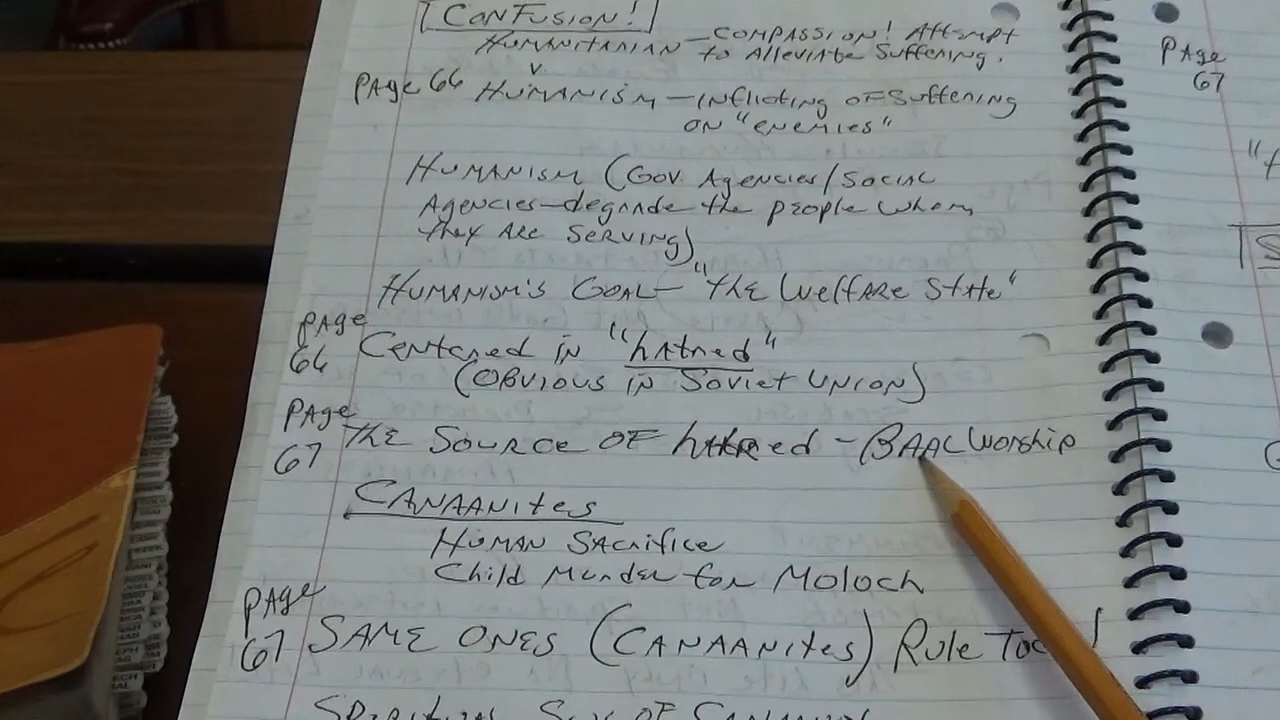 CONFUSION!
HUMANITARIAN — COMPASSION! Attempt
to Alleviate Suffering.
v
PAGE 66 HUMANISM — INflicting OF Suffering
ON "ENEMIES"
HUMANISM (GOV. AgENCIES/SOCIAL
AgENCIES—degrade the people whom
they ARE SERVING)
HUMANISM'S GOAL — "THE WelfARE State"
PAge 66 Centered in "hatred"
(OBVIOUS IN Soviet UNION)
PAge 67 THE SOURCE OF hatred - BAAL Worship
CANAANites
HUMAN SAcrifice
Child Murder for Moloch
PAge 67 SAME ONES (CANAANites) Rule
PAge
67